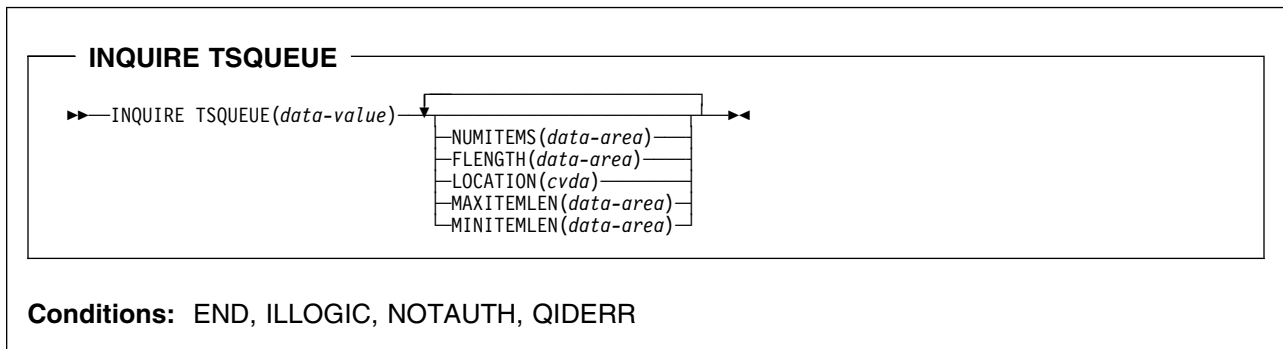 INQUIRE TSQUEUE
INQUIRE TSQUEUE(data-value)
NUMITEMS(data-area)
FLENGTH(data-area)
LOCATION(cvda)
MAXITEMLEN(data-area)
MINITEMLEN(data-area)
Conditions: END, ILLOGIC, NOTAUTH, QIDERR